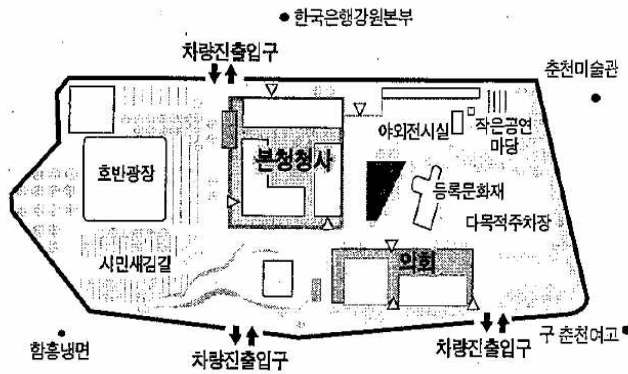 한국은행강원본부
차량진출입구
춘천미술관
야외전시실
작은공연
마당
본청청사
호반광장
등록문화재
다목적주차장
시민새김길
의회
함흥냉면
차량진출입구
차량진출입구
구 춘천여고